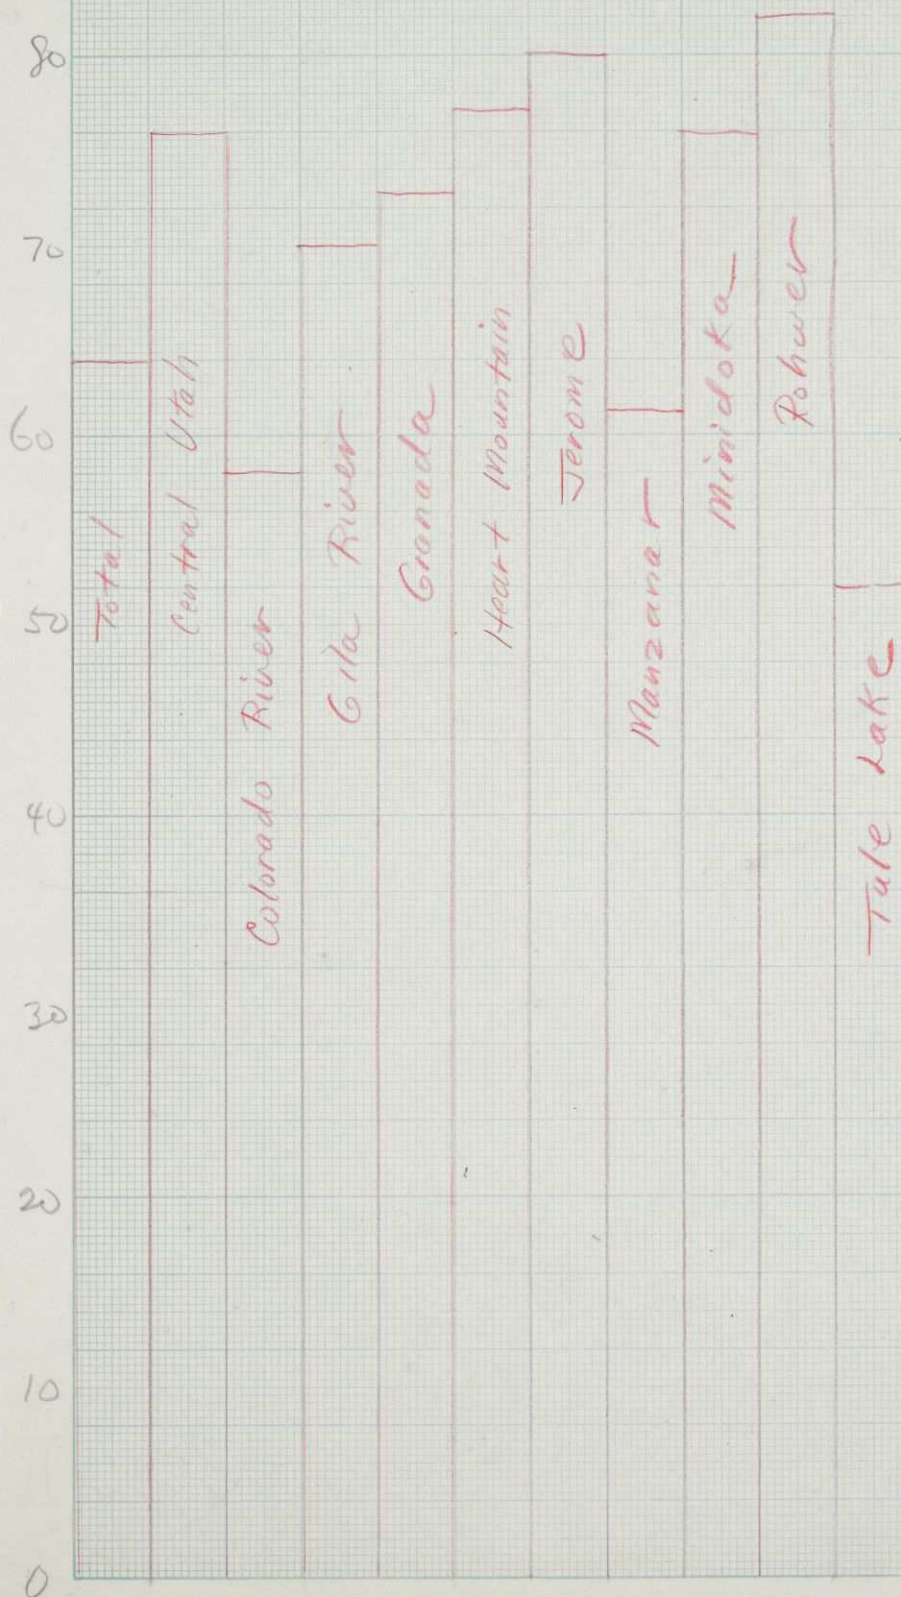 80
70
60
50
40
30
20
10
0
Total
Central Utah
Colorado River
Gila River
Granada
Heart Mountain
Jerome
Manzanar
Minidoka
Rohwer
Tule Lake